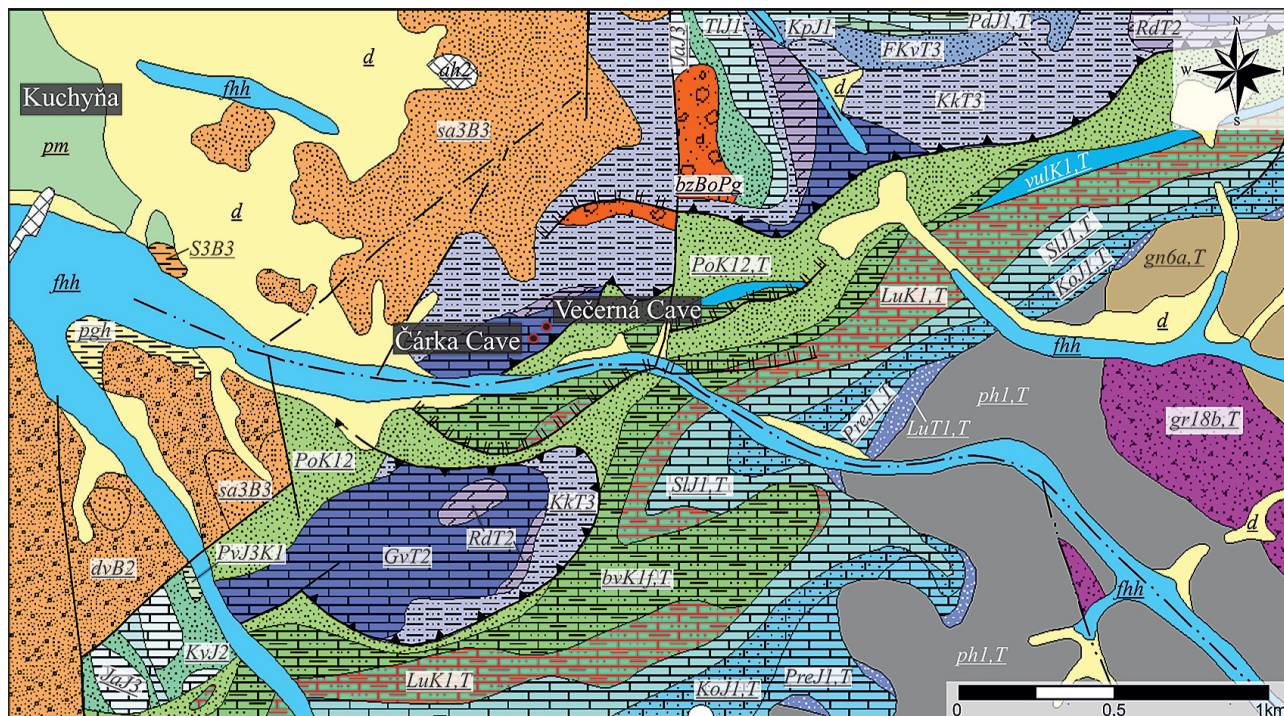 TlJ1
KpJ1
PdJ1,T
RdT2
N
JaJ3
FKvT3
W
E
S
d
ah2
fhh
d
KkT3
Kuchyňa
sa3B3
pm
bzBoPg
vulK1,T
d
S3B3
SlJ1,T
gn6a,T
PoK12,T
KoJ1,T
fhh
LuK1,T
Večerná Cave
d
pgh
Čárka Cave
fhh
ph1,T
PreJ1,T
gr18b,T
LuT1,T
PoK12
sa3B3
SlJ1,T
KkT3
RdT2
d
PvJ3K1
GvT2
dvB2
bvK1f,T
fhh
KvJ2
ph1,T
JaJ3
LuK1,T
KoJ1,T
PreJ1,T
0
0.5
1km